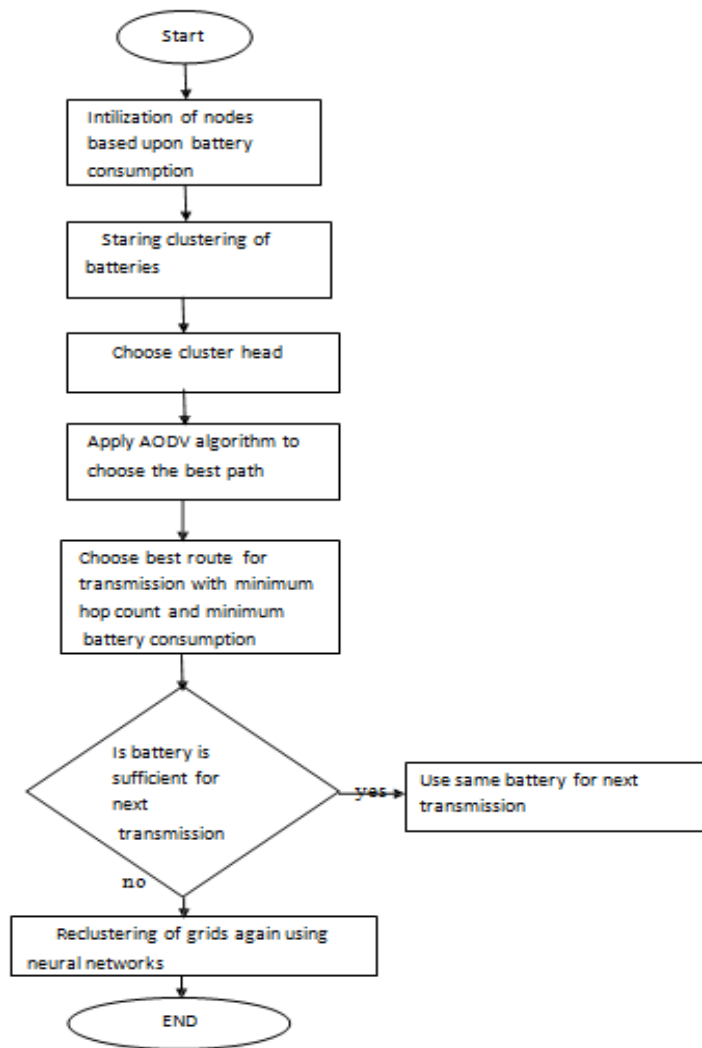 Start
Intilization of nodes
based upon battery
consumption
Staring clustering of
batteries
Choose cluster head
Apply AODV algorithm to
choose the best path
Choose best route for
transmission with minimum
hop count and minimum
battery consumption
Is battery is
sufficient for
next
transmission
yes
Use same battery for next
transmission
no
Reclustering of grids again using
neural networks
END